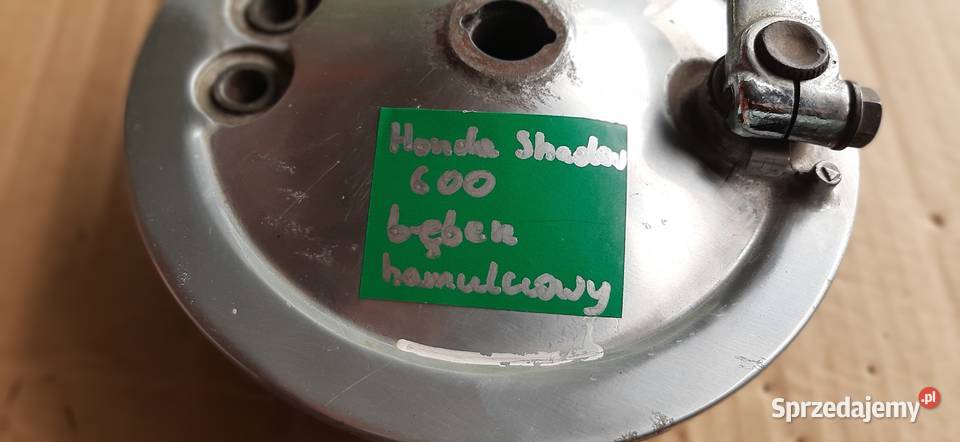 Honda Shadow
600
bęben
hamulcowy
Sprzedajemy.pl